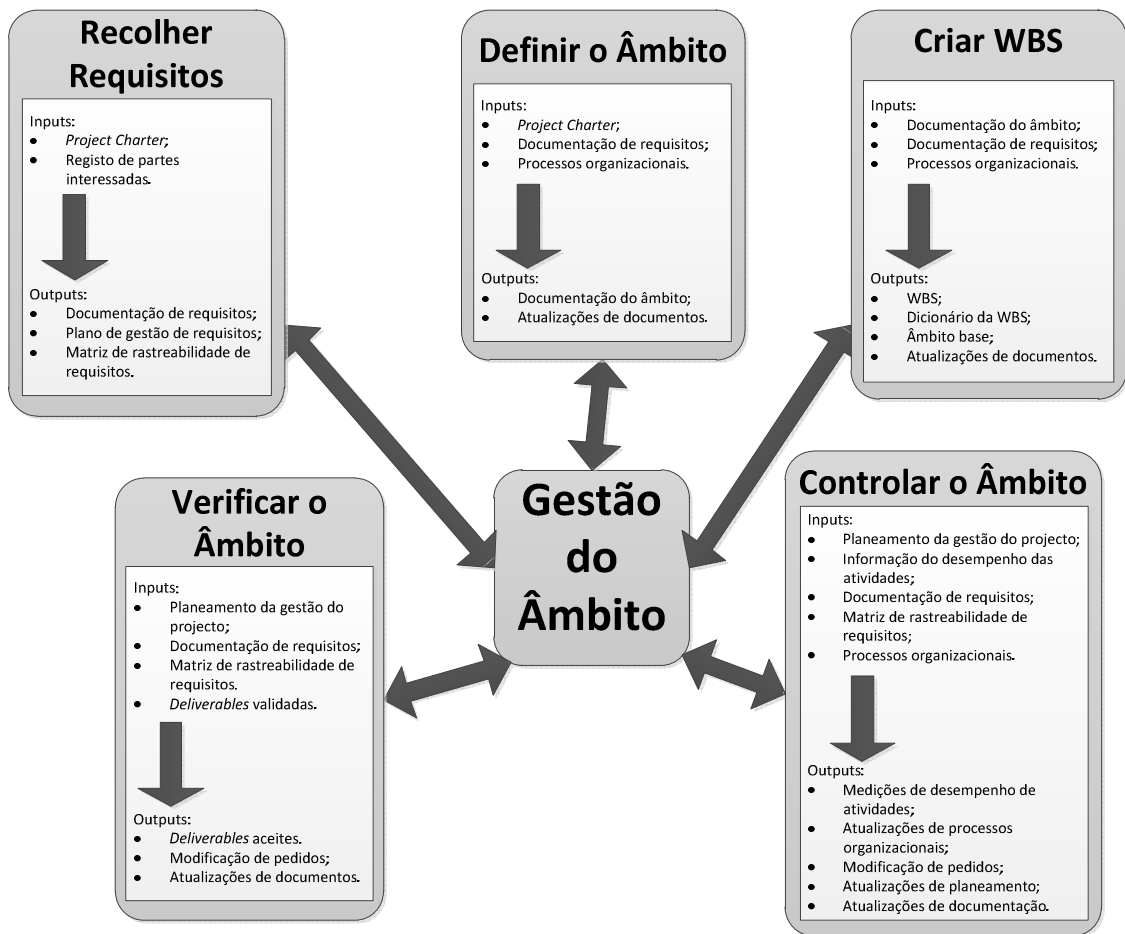 Recolher
Requisitos
Inputs:
• Project Charter;
• Registo de partes
interessadas.
Outputs:
• Documentação de requisitos;
• Plano de gestão de requisitos;
• Matriz de rastreabilidade de
requisitos.
Definir o Âmbito
Inputs:
• Project Charter;
• Documentação de requisitos;
• Processos organizacionais.
Outputs:
• Documentação do âmbito;
• Atualizações de documentos.
Criar WBS
Inputs:
• Documentação do âmbito;
• Documentação de requisitos;
• Processos organizacionais.
Outputs:
• WBS;
• Dicionário da WBS;
• Âmbito base;
• Atualizações de documentos.
Gestão
do
Âmbito
Verificar o
Âmbito
Inputs:
• Planeamento da gestão do
projecto;
• Documentação de requisitos;
• Matriz de rastreabilidade de
requisitos.
• Deliverables validadas.
Outputs:
• Deliverables aceites.
• Modificação de pedidos;
• Atualizações de documentos.
Controlar o Âmbito
Inputs:
• Planeamento da gestão do projecto;
• Informação do desempenho das
atividades;
• Documentação de requisitos;
• Matriz de rastreabilidade de
requisitos;
• Processos organizacionais.
Outputs:
• Medições de desempenho de
atividades;
• Atualizações de processos
organizacionais;
• Modificação de pedidos;
• Atualizações de planeamento;
• Atualizações de documentação.